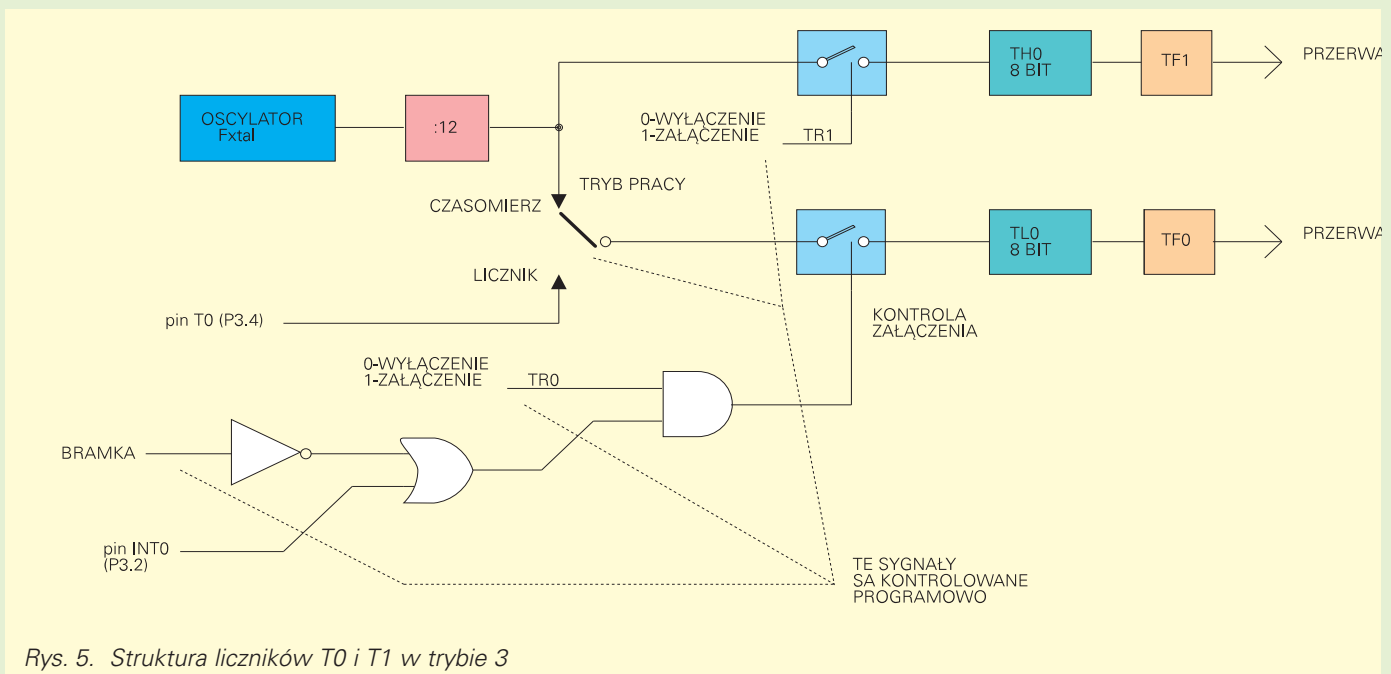 PRZERWA
TH0
8 BIT
TF1
OSCYLATOR
Fxtal
:12
0-WYŁĄCZENIE
1-ZAŁĄCZENIE
TR1
TRYB PRACY
CZASOMIERZ
TL0
8 BIT
TF0
PRZERWA
LICZNIK
pin T0 (P3.4)
KONTROLA
ZAŁĄCZENIA
0-WYŁĄCZENIE
1-ZAŁĄCZENIE
TR0
BRAMKA
pin INT0
(P3.2)
TE SYGNAŁY
SA KONTROLOWANE
PROGRAMOWO
Rys. 5. Struktura liczników T0 i T1 w trybie 3